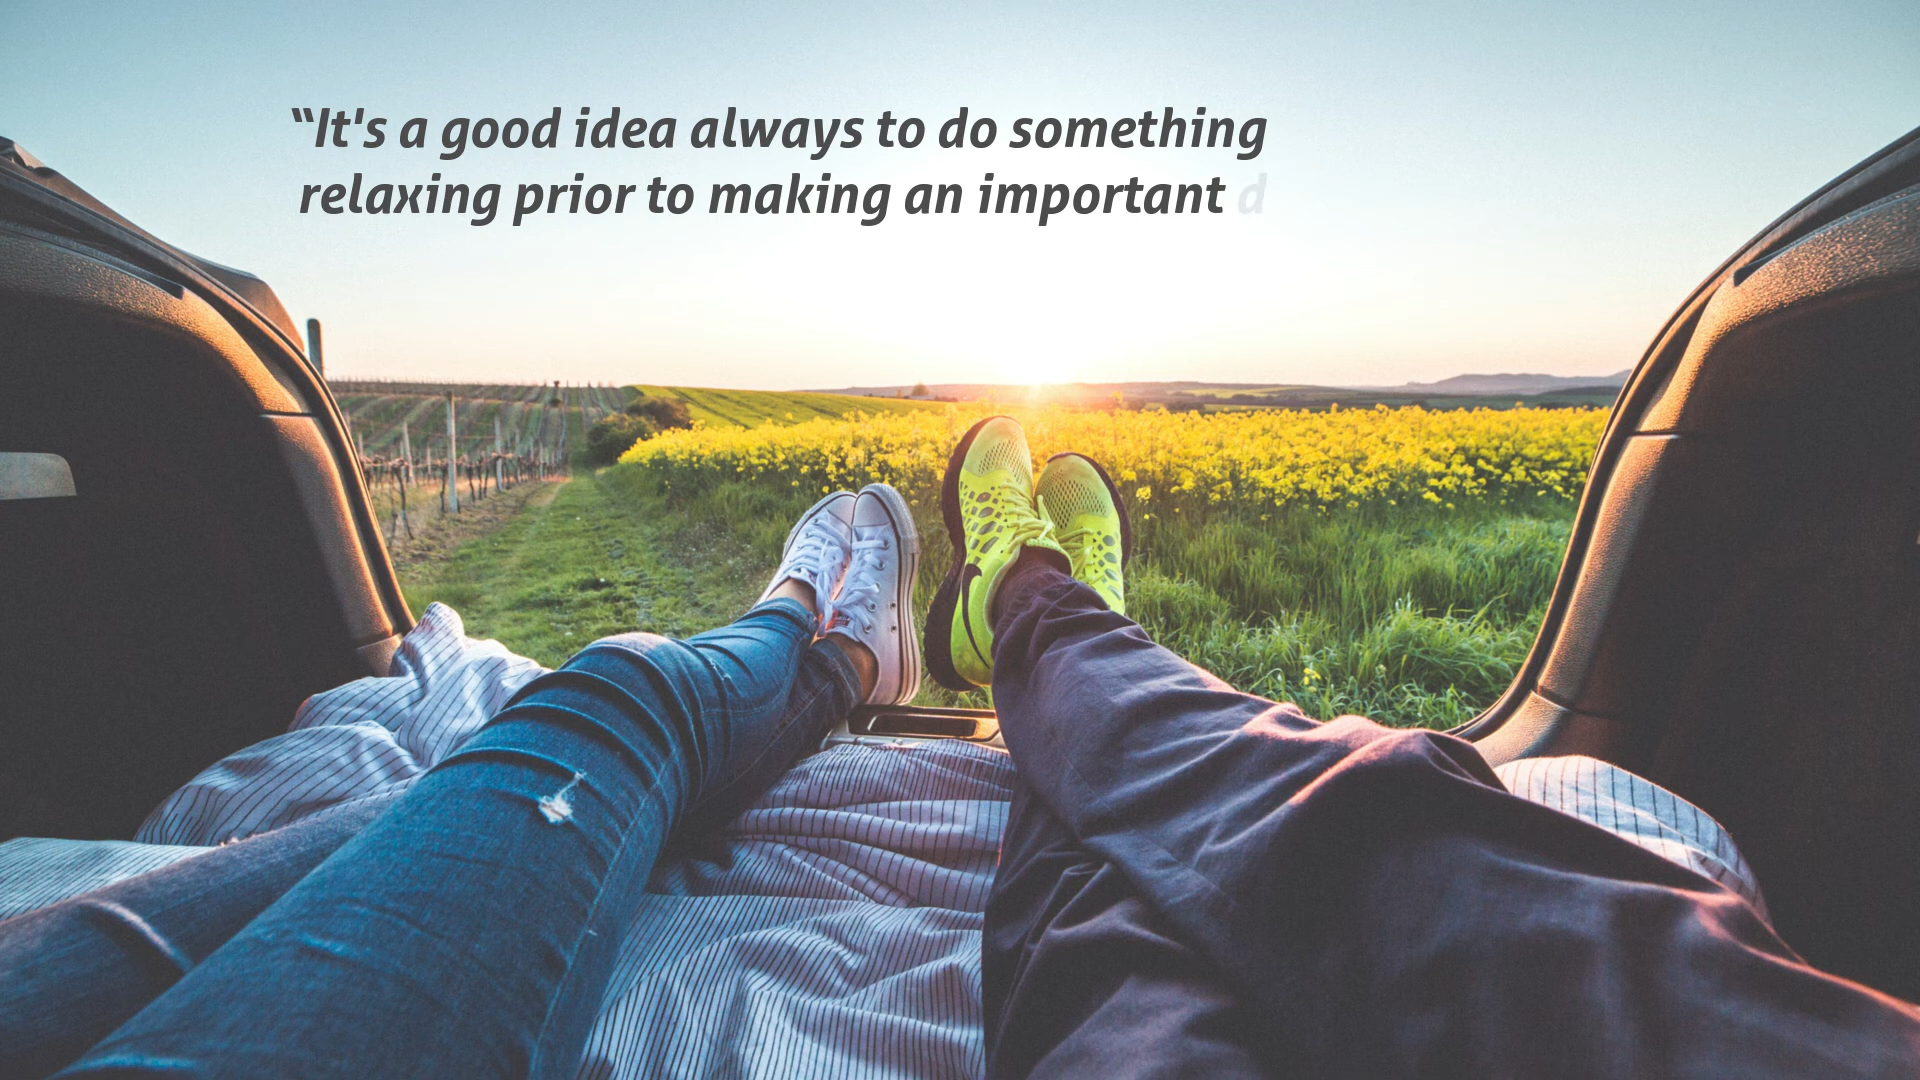 “It's a good idea always to do something
relaxing prior to making an important d